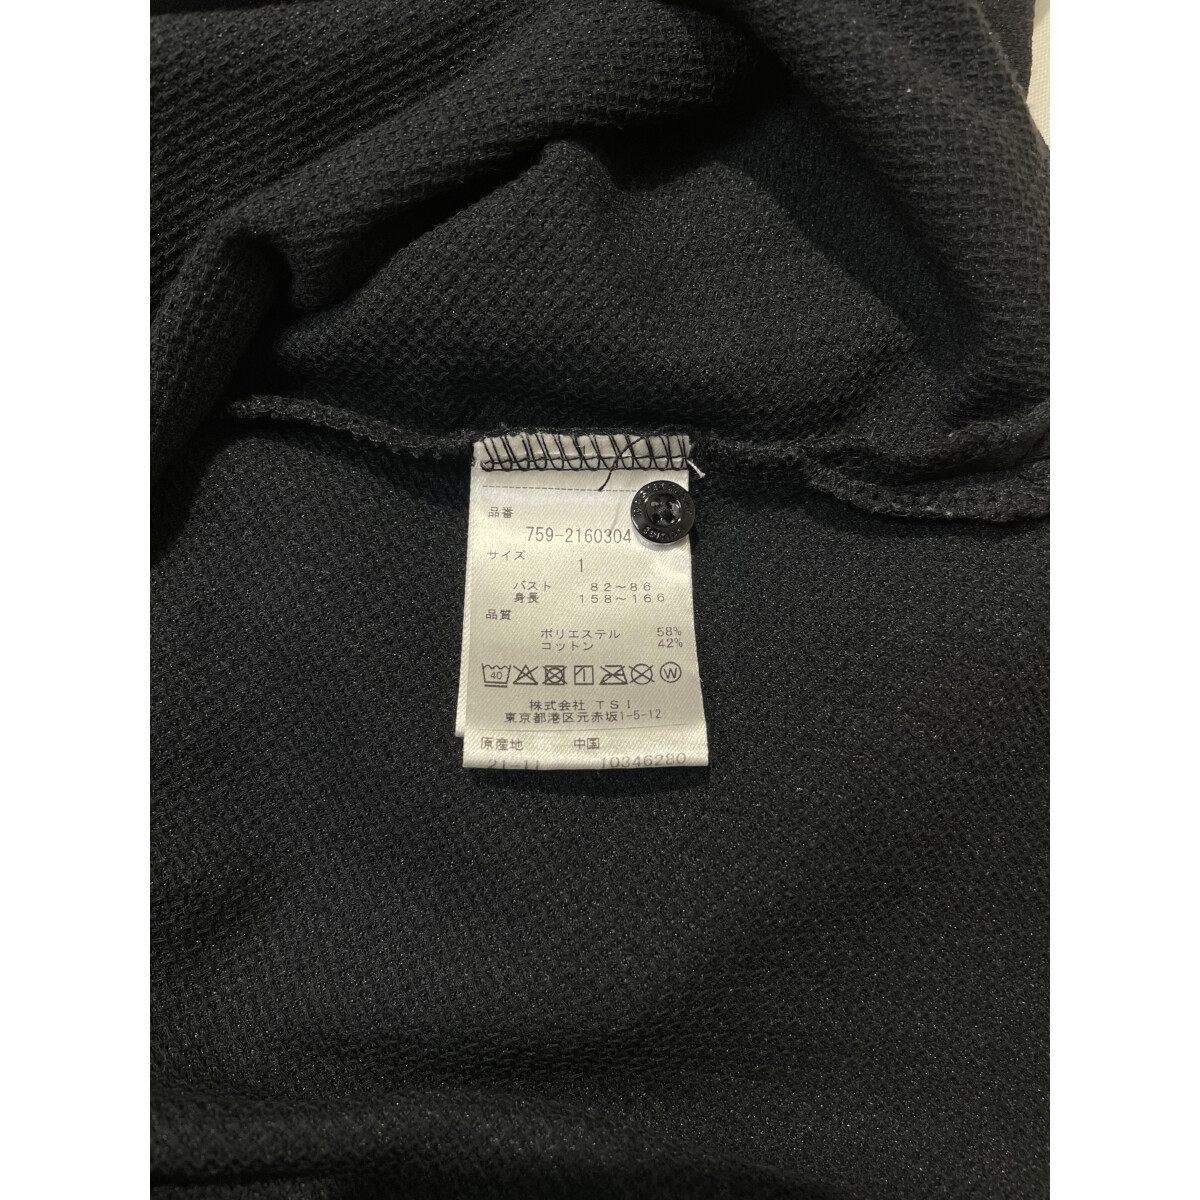 品番
759-2160304
サイズ
1
バスト 82～86
身長 158～166
品質
ポリエステル 58%
コットン 42%
40 W
株式会社 TSI
東京都港区元赤坂1-5-12
原産地 中国
21-11 10346280